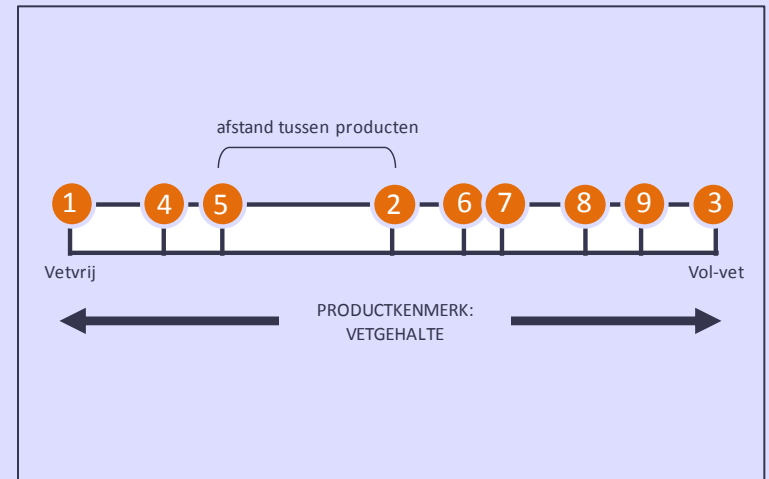 afstand tussen producten
1 4 5 2 6 7 8 9 3
Vetvrij Vol-vet
PRODUCTKENMERK:
VETGEHALTE